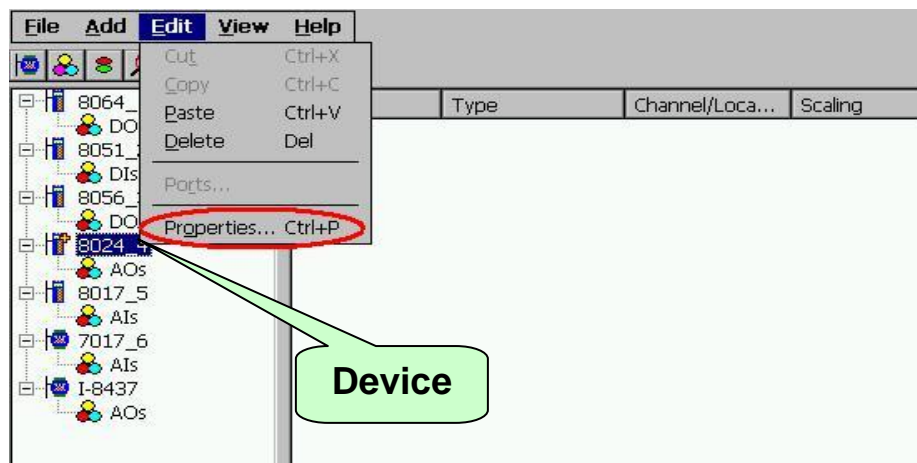 File Add Edit View Help
Cut Ctrl+X
Copy Ctrl+C
Paste Ctrl+V
Delete Del
Ports...
Properties... Ctrl+P
Type Channel/Loca... Scaling
8064_
DO
8051_
DIs
8056_
DO
8024_4
AOs
8017_5
AIs
7017_6
AIs
I-8437
AOs
Device